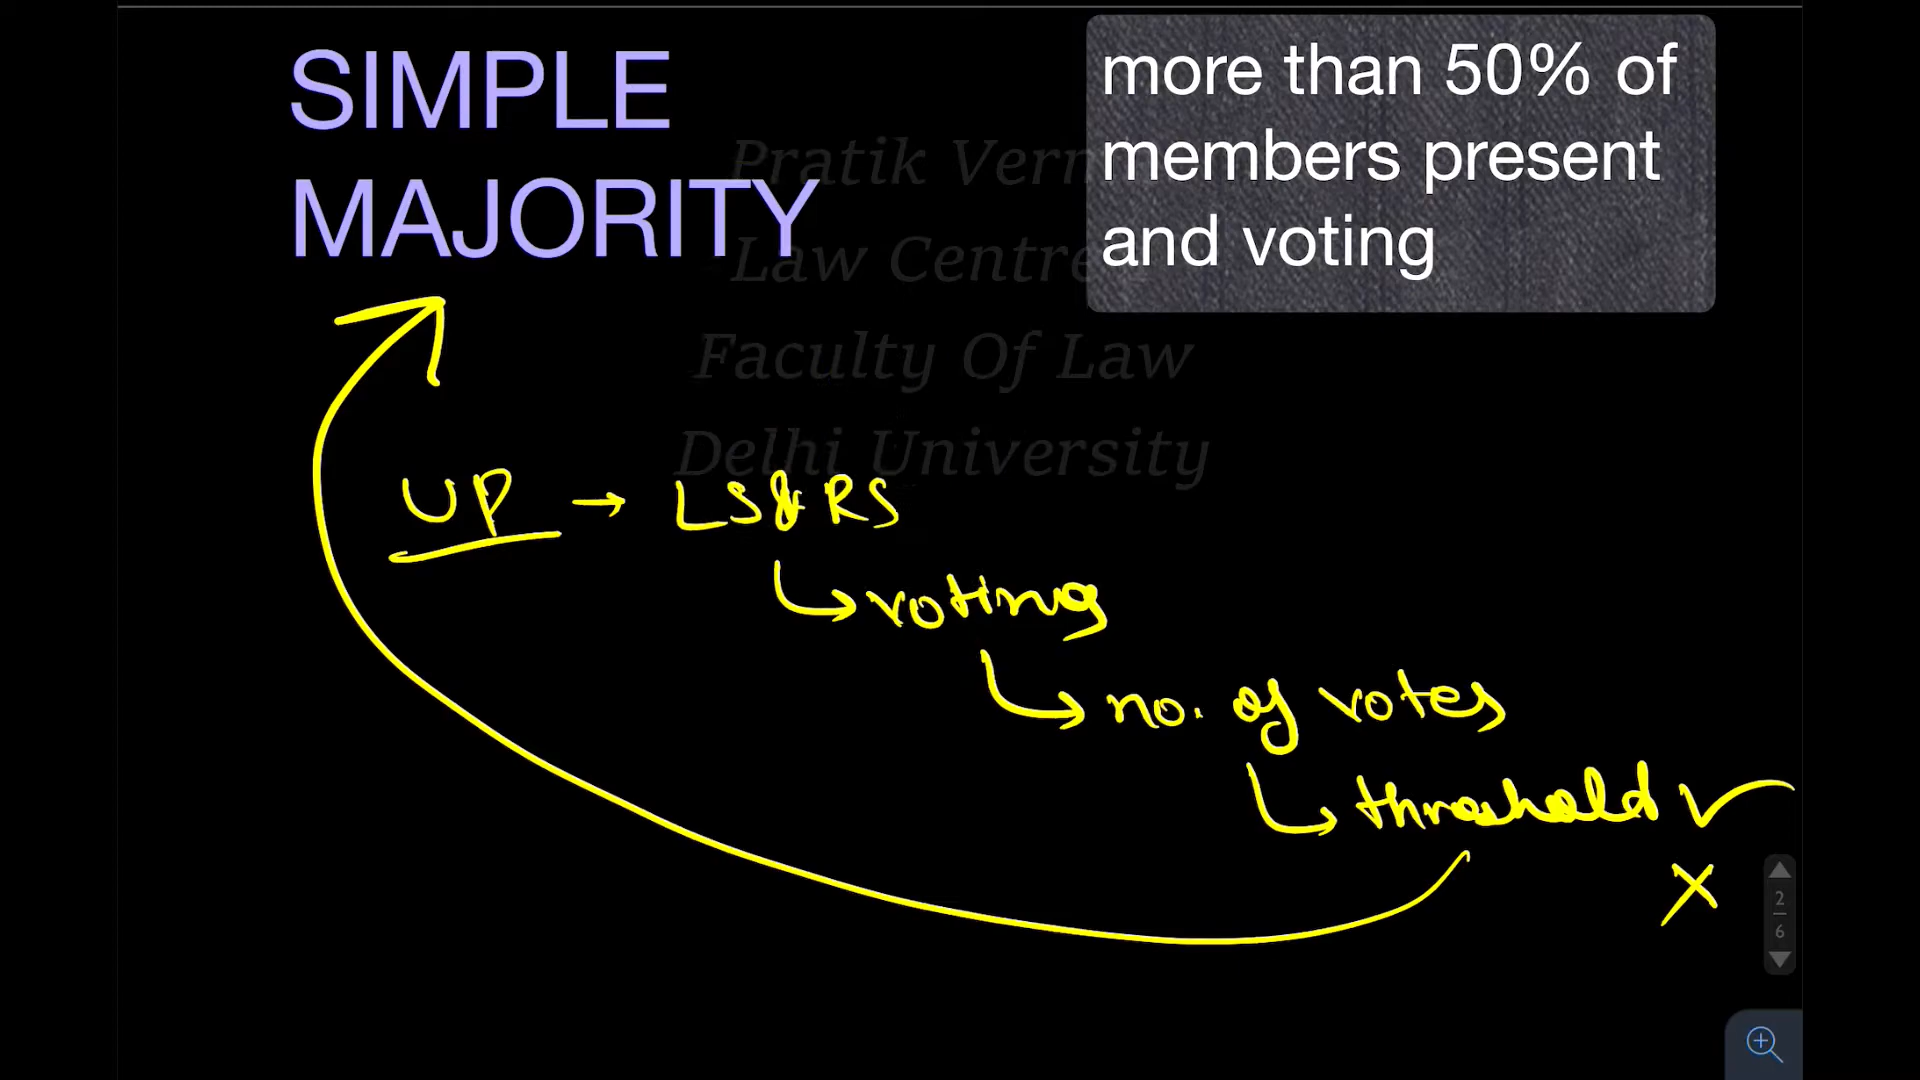 SIMPLE
MAJORITY
more than 50% of
members present
and voting
Pratik Verm
Law Centre
Faculty Of Law
Delhi University
UP → LS & RS
↳ voting
↳ no. of votes
↳ threshold ✓
✗
2
6